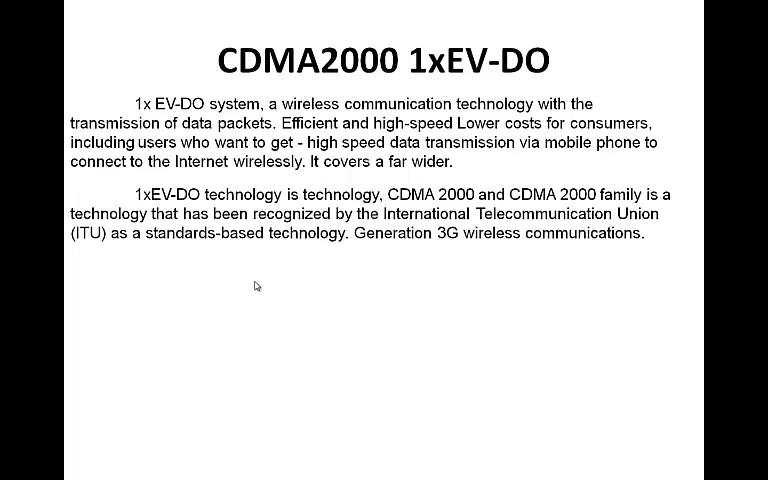 CDMA2000 1xEV-DO
1x EV-DO system, a wireless communication technology with the
transmission of data packets. Efficient and high-speed Lower costs for consumers,
including users who want to get - high speed data transmission via mobile phone to
connect to the Internet wirelessly. It covers a far wider.
1xEV-DO technology is technology, CDMA 2000 and CDMA 2000 family is a
technology that has been recognized by the International Telecommunication Union
(ITU) as a standards-based technology. Generation 3G wireless communications.